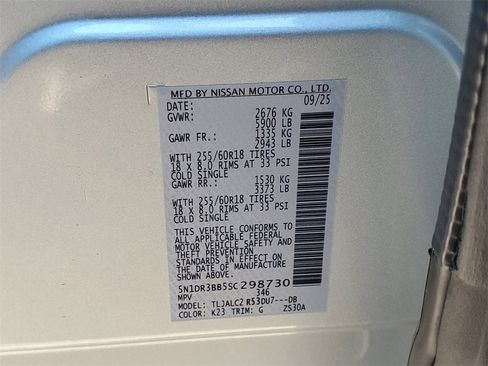 MFD BY NISSAN MOTOR CO., LTD.
DATE: 09/25
GVWR: 2676 KG
5900 LB
GAWR FR.: 1335 KG
2943 LB
WITH 255/60R18 TIRES
18 X 8.0 RIMS AT 33 PSI
COLD SINGLE
GAWR RR.: 1530 KG
3373 LB
WITH 255/60R18 TIRES
18 X 8.0 RIMS AT 33 PSI
COLD SINGLE
THIS VEHICLE CONFORMS TO
ALL APPLICABLE FEDERAL
MOTOR VEHICLE SAFETY AND
THEFT PREVENTION
STANDARDS IN EFFECT ON
THE DATE OF MANUFACTURE
SHOWN ABOVE.
5N1DR3BB5SC298730
MPV 346
MODEL: TLJALC2 R53DU7---DB
COLOR: K23 TRIM: G ZS30A